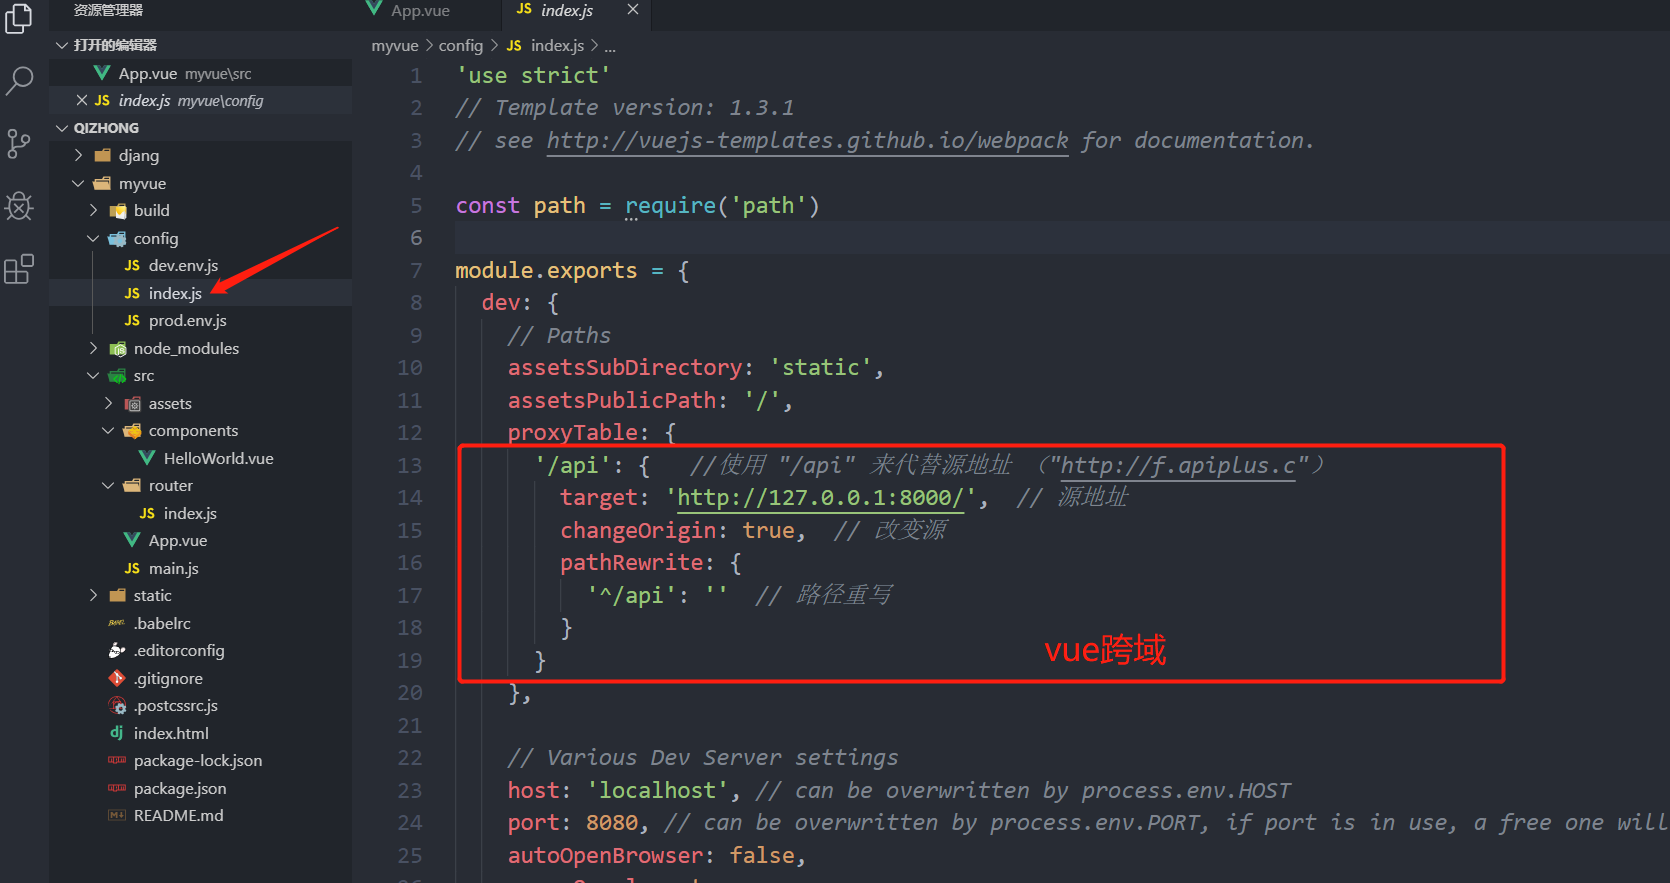 资源管理器
打开的编辑器
App.vue myvue\src
JS index.js myvue\config
QIZHONG
djang
myvue
build
config
JS dev.env.js
JS index.js
JS prod.env.js
node_modules
src
assets
components
HelloWorld.vue
router
JS index.js
App.vue
JS main.js
static
.babelrc
.editorconfig
.gitignore
.postcssrc.js
dj index.html
package-lock.json
package.json
README.md
App.vue JS index.js
myvue > config > JS index.js > ...
1 'use strict'
2 // Template version: 1.3.1
3 // see http://vuejs-templates.github.io/webpack for documentation.
4
5 const path = require('path')
6
7 module.exports = {
8 dev: {
9 // Paths
10 assetsSubDirectory: 'static',
11 assetsPublicPath: '/',
12 proxyTable: {
13 '/api': { //使用 "/api" 来代替源地址 （"http://f.apiplus.c"）
14 target: 'http://127.0.0.1:8000/', // 源地址
15 changeOrigin: true, // 改变源
16 pathRewrite: {
17 '^/api': '' // 路径重写
18 }
19 }
vue跨域
20 },
21
22 // Various Dev Server settings
23 host: 'localhost', // can be overwritten by process.env.HOST
24 port: 8080, // can be overwritten by process.env.PORT, if port is in use, a free one will
25 autoOpenBrowser: false,